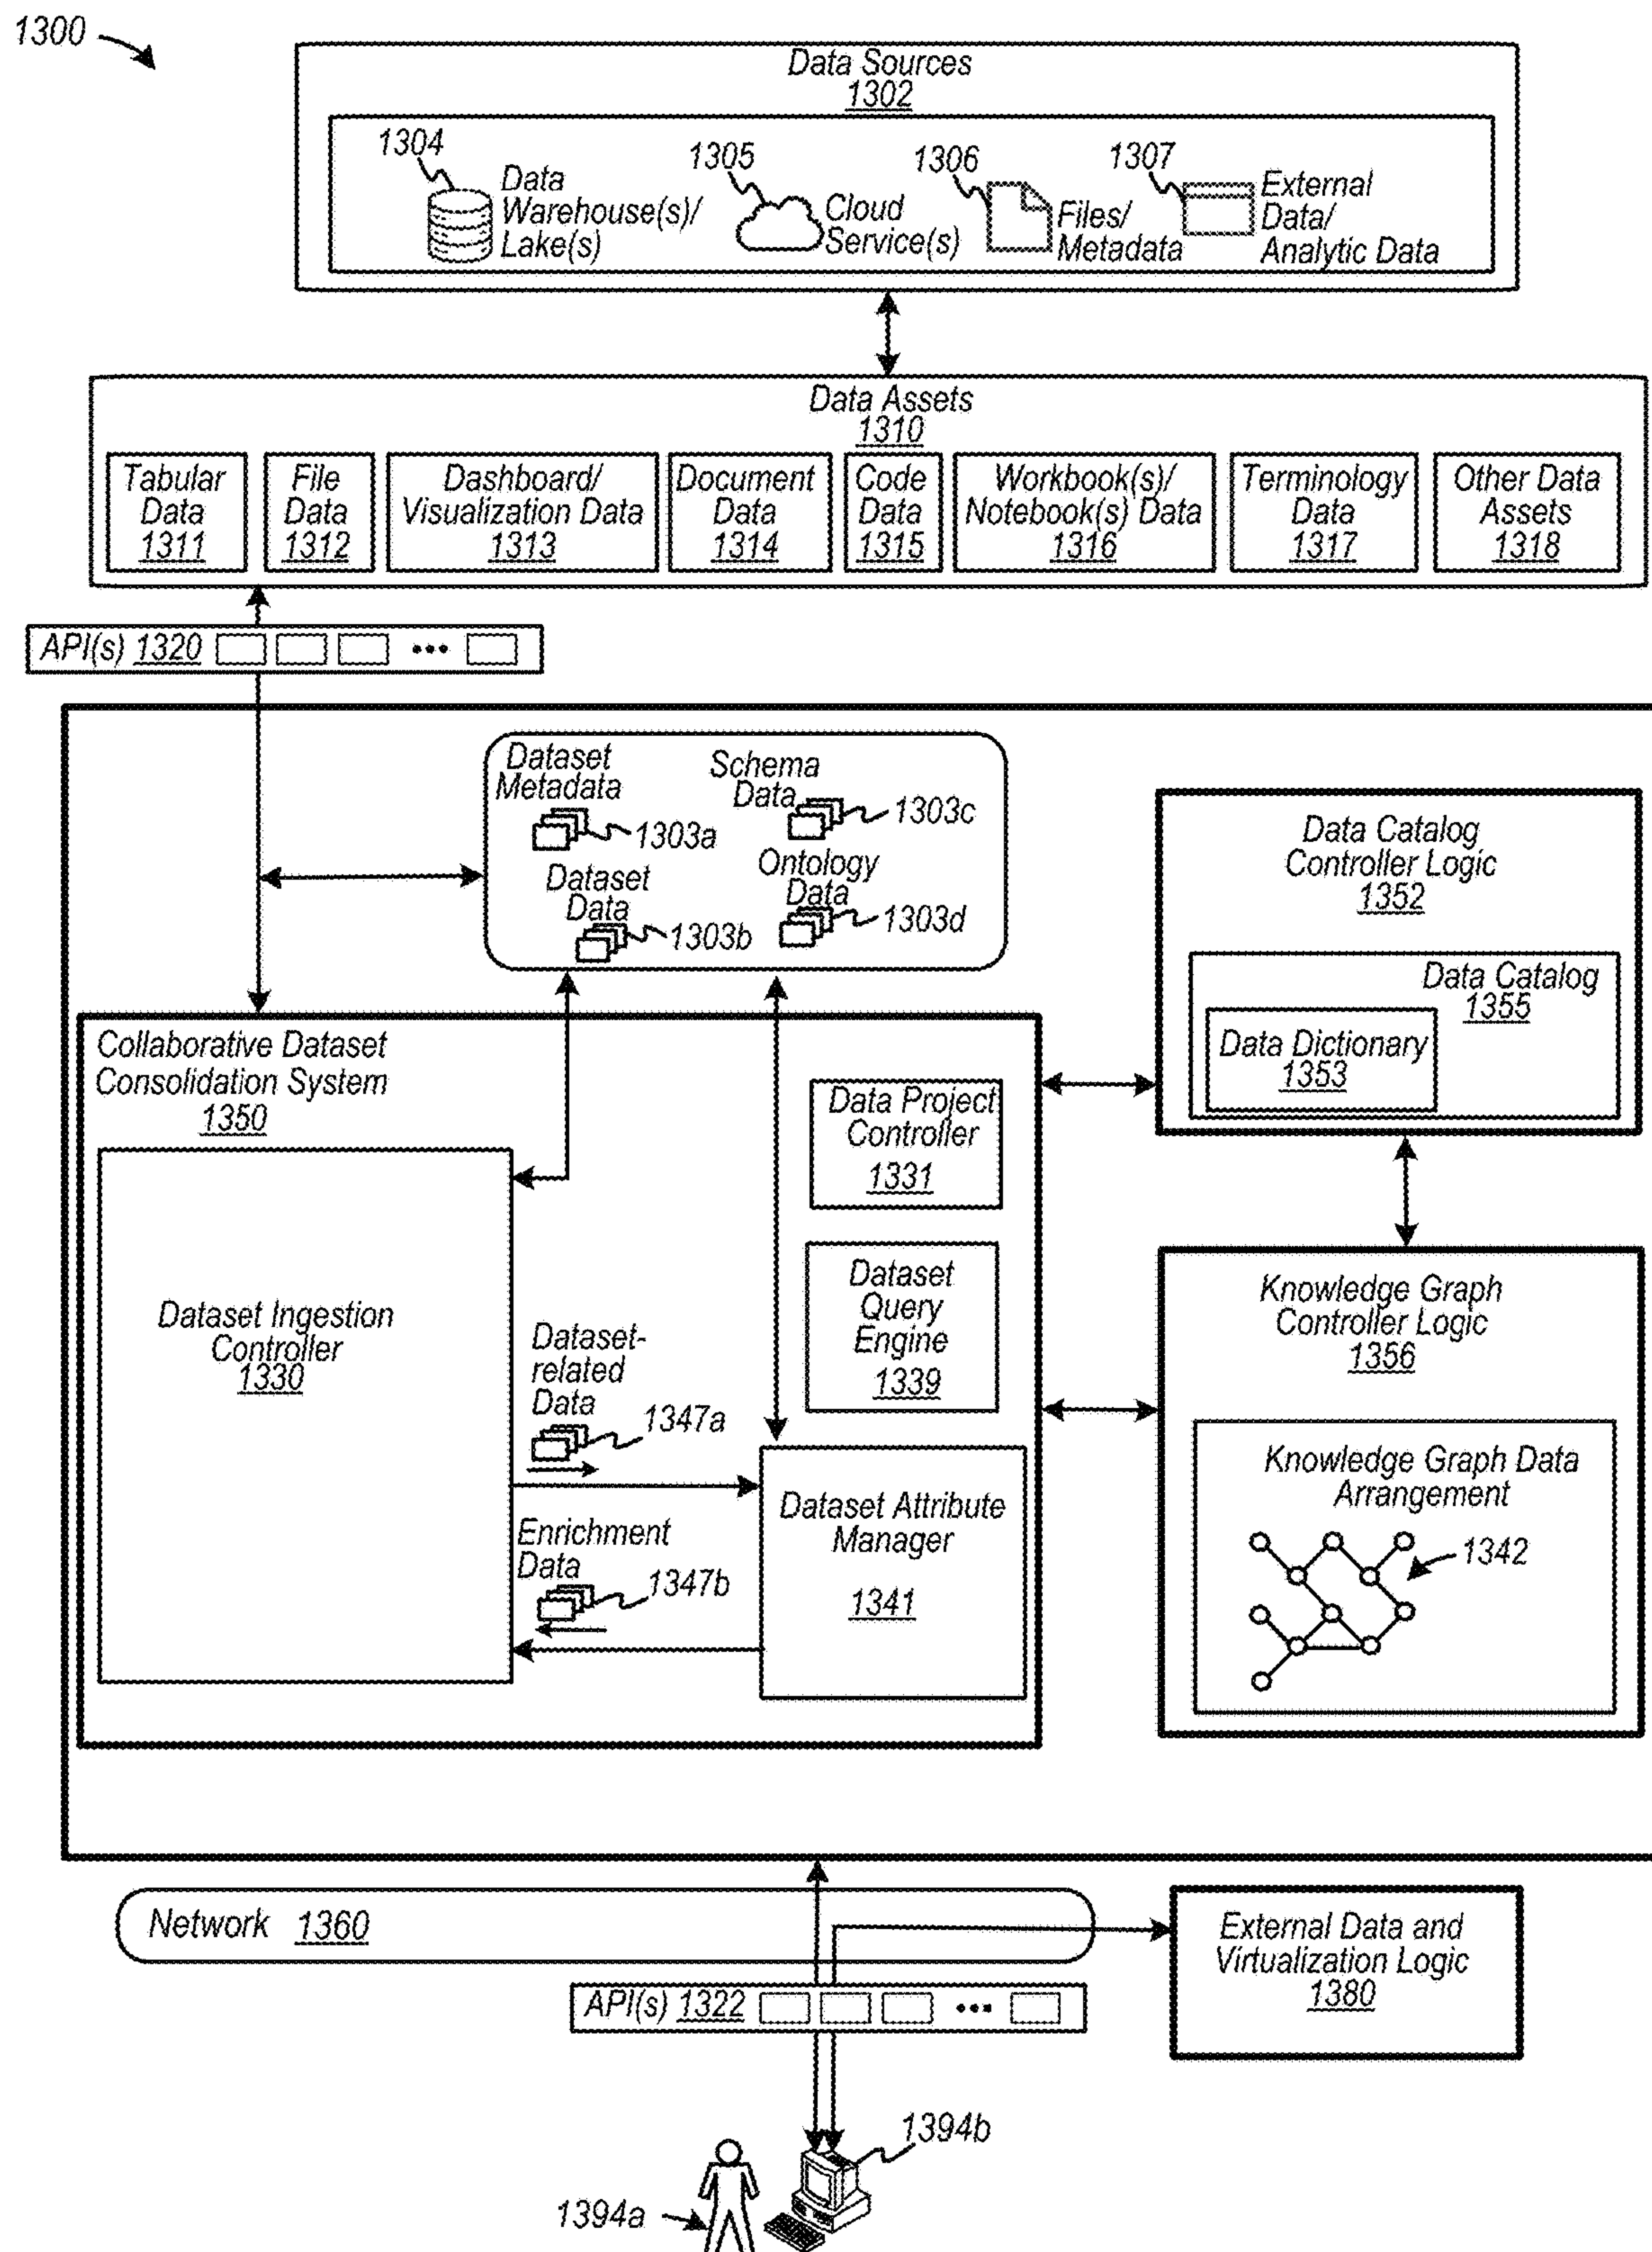 1300
Data Sources
1302
1304
Data
Warehouse(s)/
Lake(s)
1305
Cloud
Service(s)
1306
Files/
Metadata
1307
External
Data/
Analytic Data
Data Assets
1310
Tabular
Data
1311
File
Data
1312
Dashboard/
Visualization Data
1313
Document
Data
1314
Code
Data
1315
Workbook(s)/
Notebook(s) Data
1316
Terminology
Data
1317
Other Data
Assets
1318
API(s) 1320
Dataset
Metadata
1303a
Schema
Data
1303c
Dataset
Data
1303b
Ontology
Data
1303d
Data Catalog
Controller Logic
1352
Data Catalog
1355
Data Dictionary
1353
Collaborative Dataset
Consolidation System
1350
Data Project
Controller
1331
Dataset Ingestion
Controller
1330
Dataset
Query
Engine
1339
Dataset-
related
Data
1347a
Enrichment
Data
1347b
Dataset Attribute
Manager
1341
Knowledge Graph
Controller Logic
1356
Knowledge Graph Data
Arrangement
1342
Network 1360
API(s) 1322
External Data and
Virtualization Logic
1380
1394b
1394a